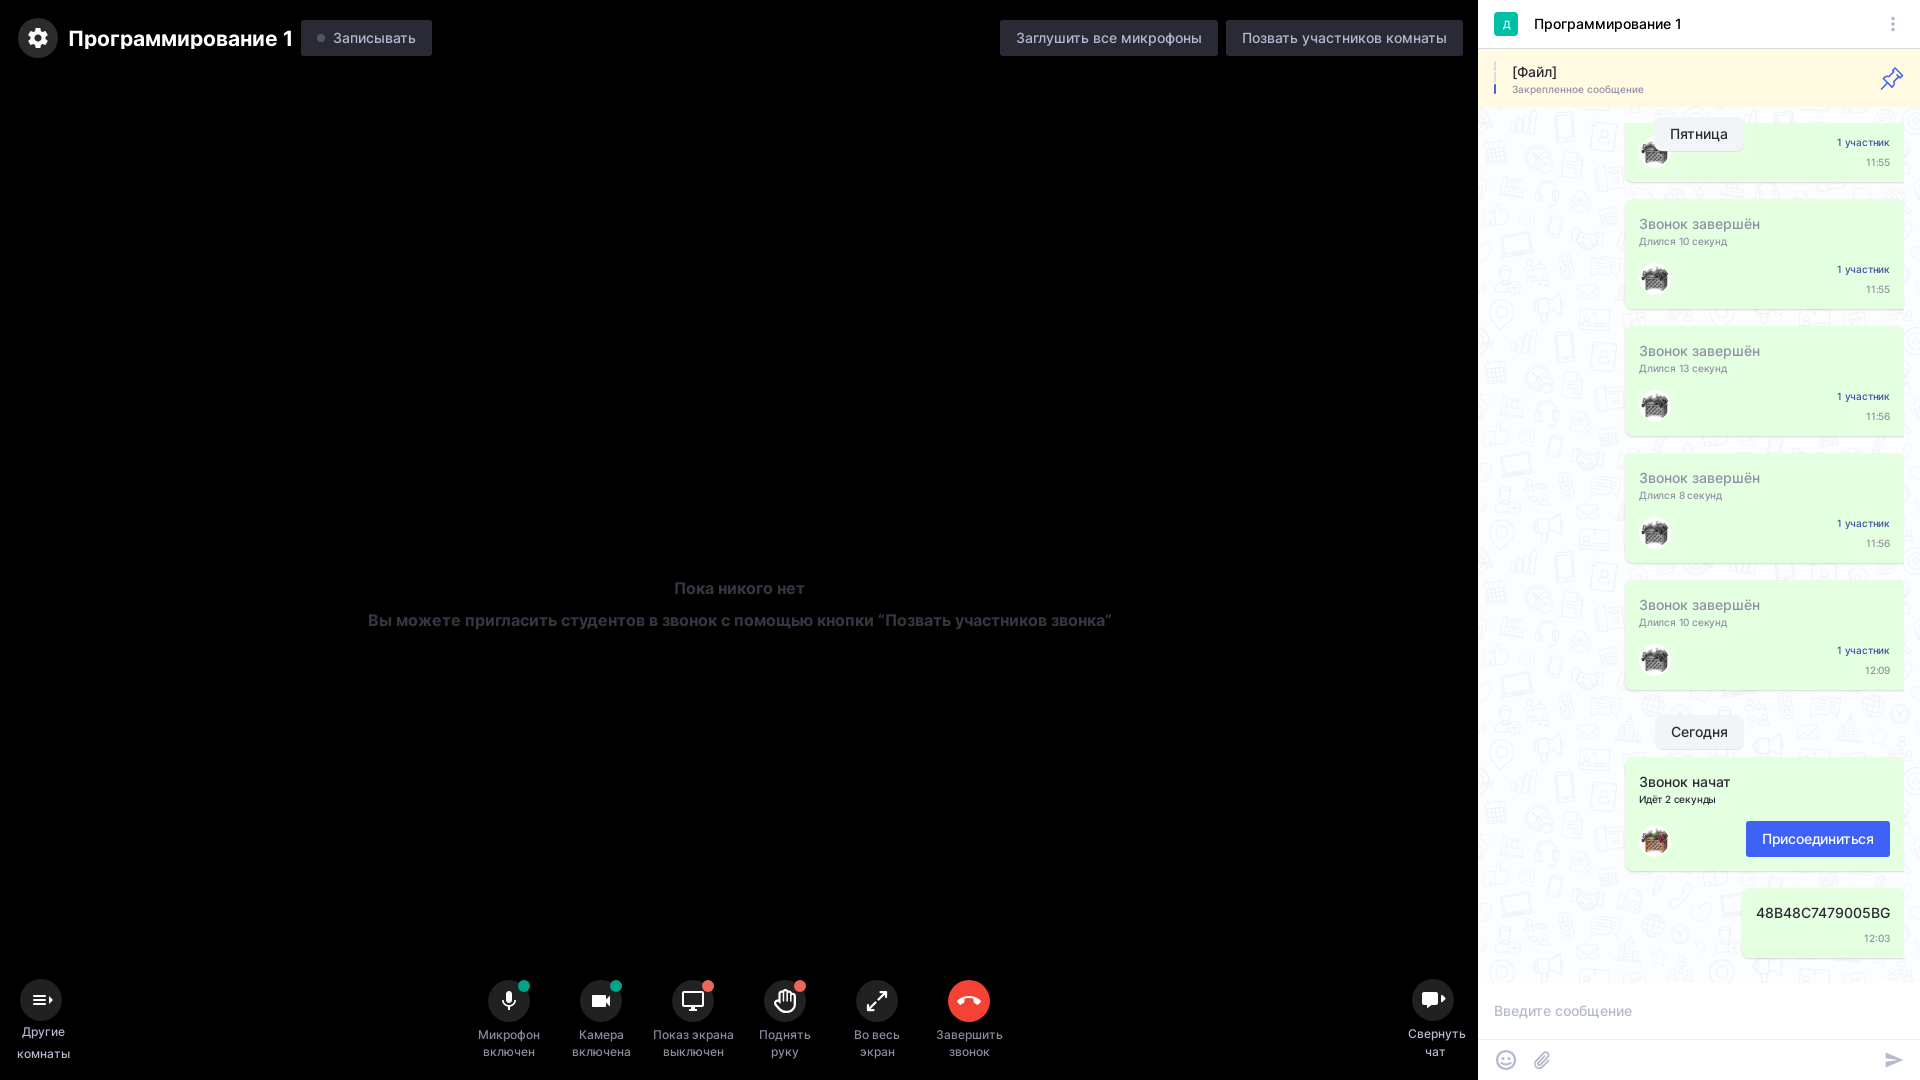 Программирование 1
Записывать
Заглушить все микрофоны
Позвать участников комнаты
Пока никого нет
Вы можете пригласить студентов в звонок с помощью кнопки “Позвать участников звонка”
Другие
комнаты
Микрофон
включен
Камера
включена
Показ экрана
выключен
Поднять
руку
Во весь
экран
Завершить
звонок
Свернуть
чат
Д
Программирование 1
[Файл]
Закрепленное сообщение
Пятница
1 участник
11:55
Звонок завершён
Длился 10 секунд
1 участник
11:55
Звонок завершён
Длился 13 секунд
1 участник
11:56
Звонок завершён
Длился 8 секунд
1 участник
11:56
Звонок завершён
Длился 10 секунд
1 участник
12:09
Сегодня
Звонок начат
Идёт 2 секунды
Присоединиться
48B48C7479005BG
12:03
Введите сообщение